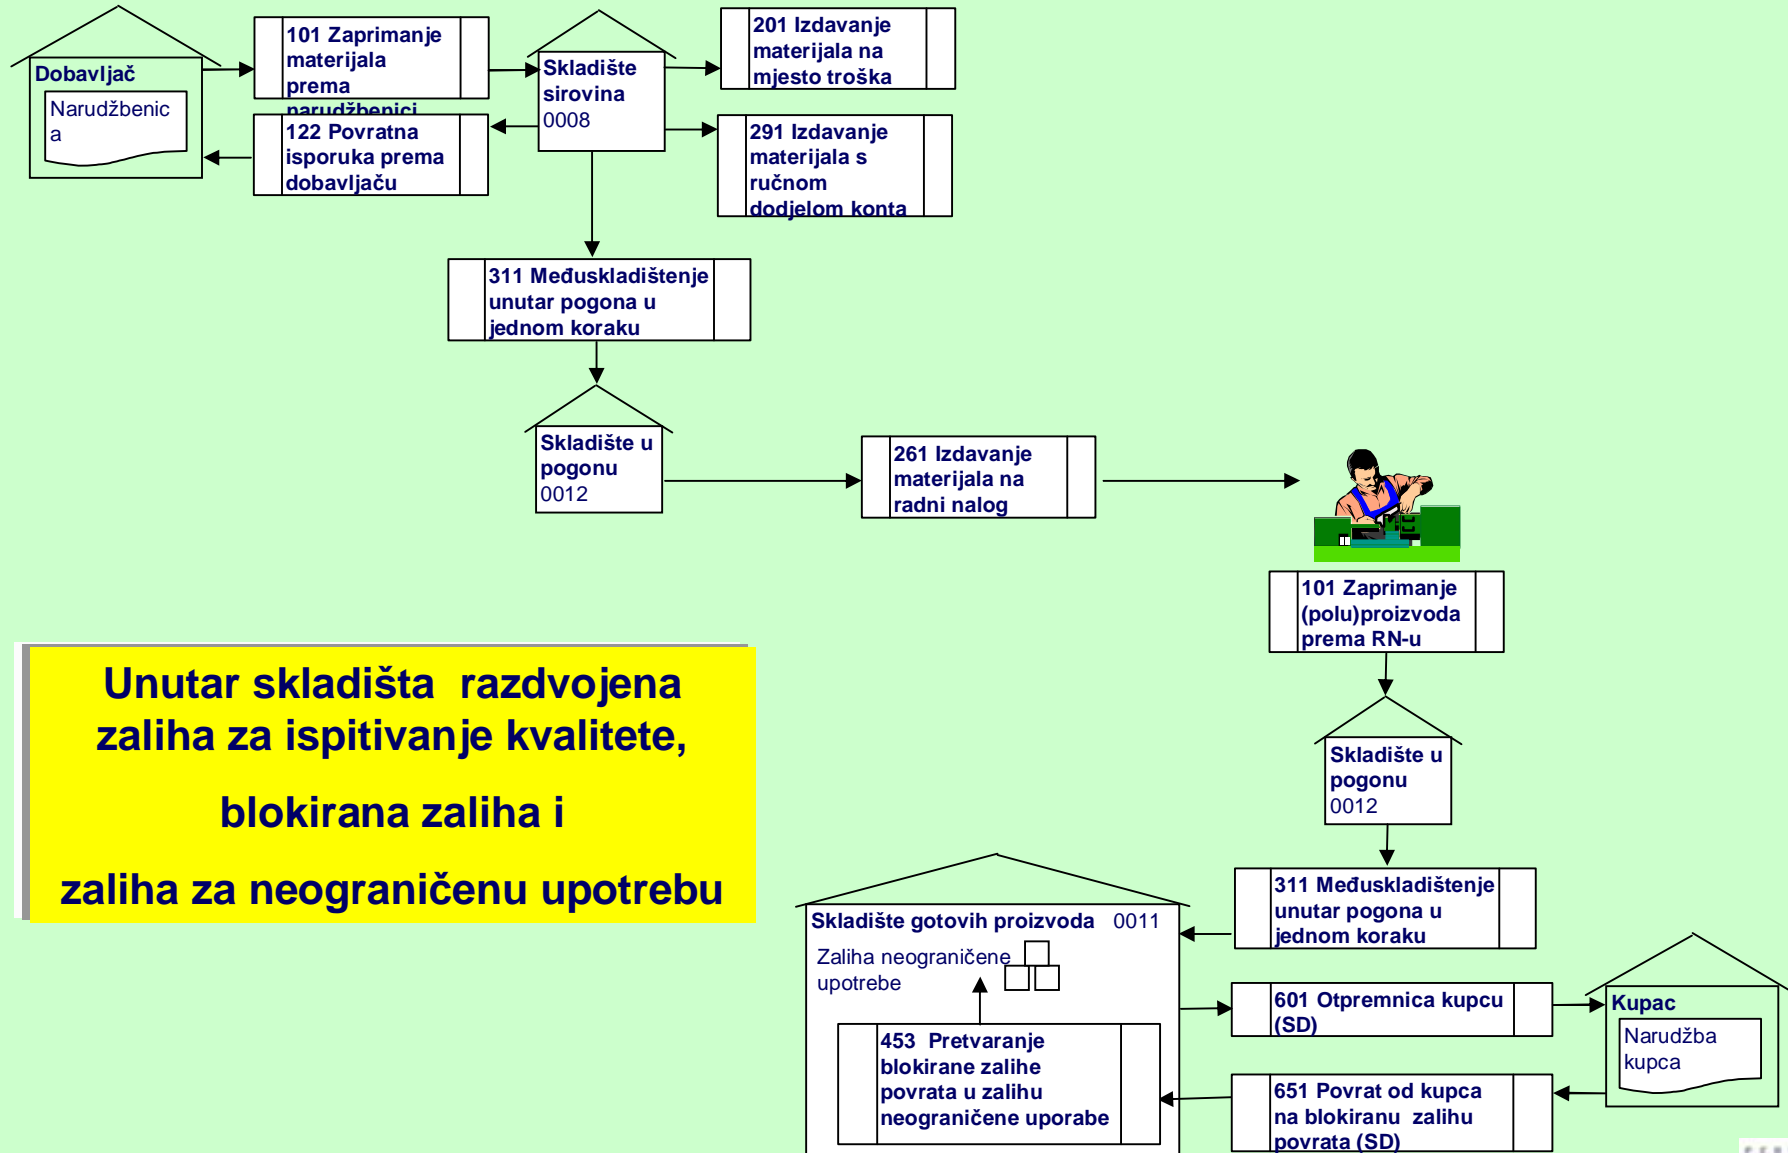 Dobavljač
Narudžbenic
a
101 Zaprimanje
materijala
prema
narudžbenici
122 Povratna
isporuka prema
dobavljaču
Skladište
sirovina
0008
201 Izdavanje
materijala na
mjesto troška
291 Izdavanje
materijala s
ručnom
dodjelom konta
311 Međuskladištenje
unutar pogona u
jednom koraku
Skladište u
pogonu
0012
261 Izdavanje
materijala na
radni nalog
101 Zaprimanje
(polu)proizvoda
prema RN-u
Unutar skladišta razdvojena
zaliha za ispitivanje kvalitete,
blokirana zaliha i
zaliha za neograničenu upotrebu
Skladište u
pogonu
0012
311 Međuskladištenje
unutar pogona u
jednom koraku
Skladište gotovih proizvoda 0011
Zaliha neograničene
upotrebe
453 Pretvaranje
blokirane zalihe
povrata u zalihu
neograničene uporabe
601 Otpremnica kupcu
(SD)
651 Povrat od kupca
na blokiranu zalihu
povrata (SD)
Kupac
Narudžba
kupca